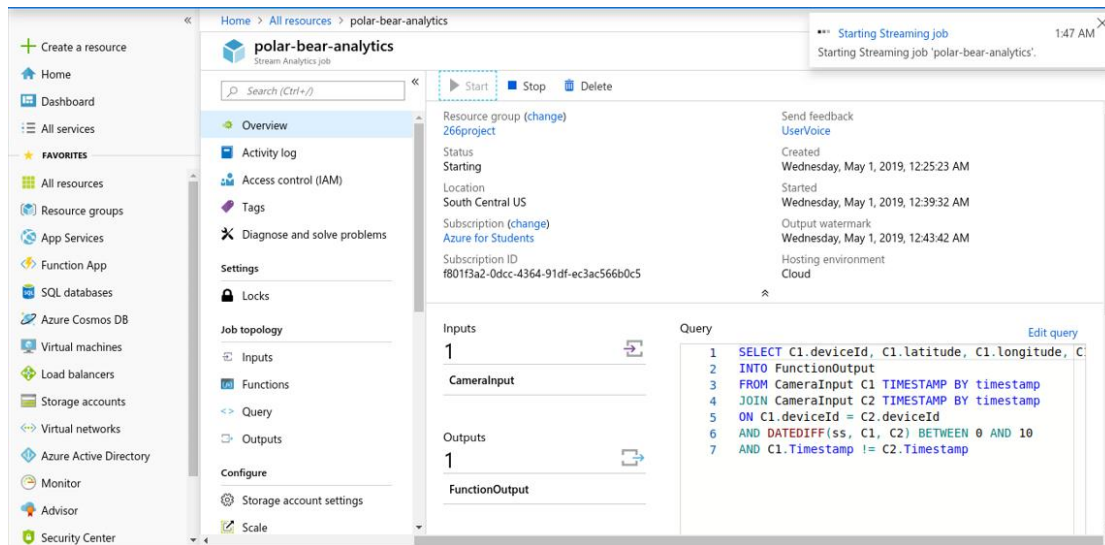 Home > All resources > polar-bear-analytics
Starting Streaming job 1:47 AM
Starting Streaming job 'polar-bear-analytics'.
Create a resource
Home
Dashboard
All services
FAVORITES
All resources
Resource groups
App Services
Function App
SQL databases
Azure Cosmos DB
Virtual machines
Load balancers
Storage accounts
Virtual networks
Azure Active Directory
Monitor
Advisor
Security Center
polar-bear-analytics
Stream Analytics job
Search (Ctrl+/)
Overview
Activity log
Access control (IAM)
Tags
Diagnose and solve problems
Settings
Locks
Job topology
Inputs
Functions
Query
Outputs
Configure
Storage account settings
Scale
Start Stop Delete
Resource group (change)
266project
Status
Starting
Location
South Central US
Subscription (change)
Azure for Students
Subscription ID
f801f3a2-0dcc-4364-91df-ec3ac566b0c5
Send feedback
UserVoice
Created
Wednesday, May 1, 2019, 12:25:23 AM
Started
Wednesday, May 1, 2019, 12:39:32 AM
Output watermark
Wednesday, May 1, 2019, 12:43:42 AM
Hosting environment
Cloud
Inputs
1
CameraInput
Outputs
1
FunctionOutput
Query Edit query
1 SELECT C1.deviceId, C1.latitude, C1.longitude, C
2 INTO FunctionOutput
3 FROM CameraInput C1 TIMESTAMP BY timestamp
4 JOIN CameraInput C2 TIMESTAMP BY timestamp
5 ON C1.deviceId = C2.deviceId
6 AND DATEDIFF(ss, C1, C2) BETWEEN 0 AND 10
7 AND C1.Timestamp != C2.Timestamp